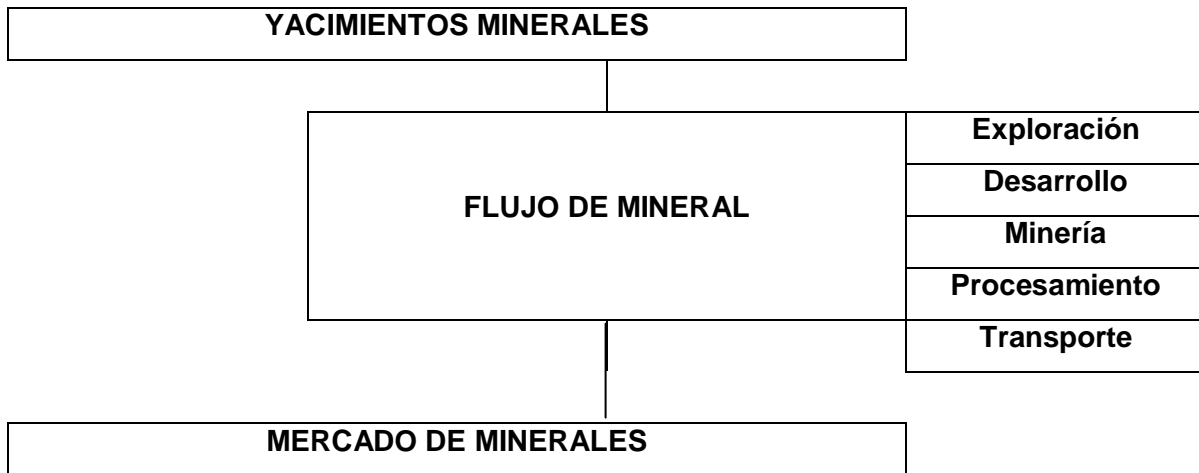 YACIMIENTOS MINERALES
Exploración
Desarrollo
FLUJO DE MINERAL
Minería
Procesamiento
Transporte
MERCADO DE MINERALES